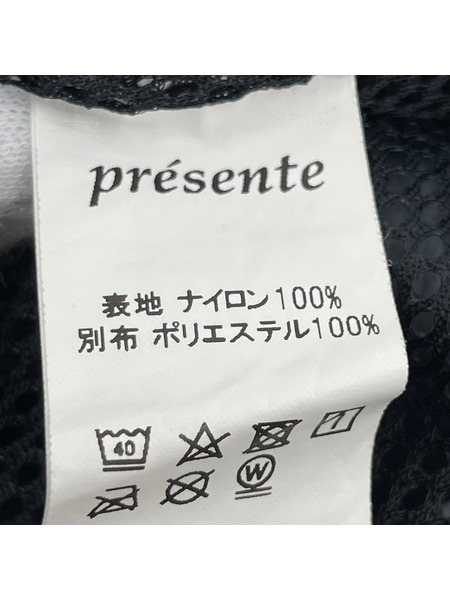 présente
表地 ナイロン100%
別布 ポリエステル100%
40
W